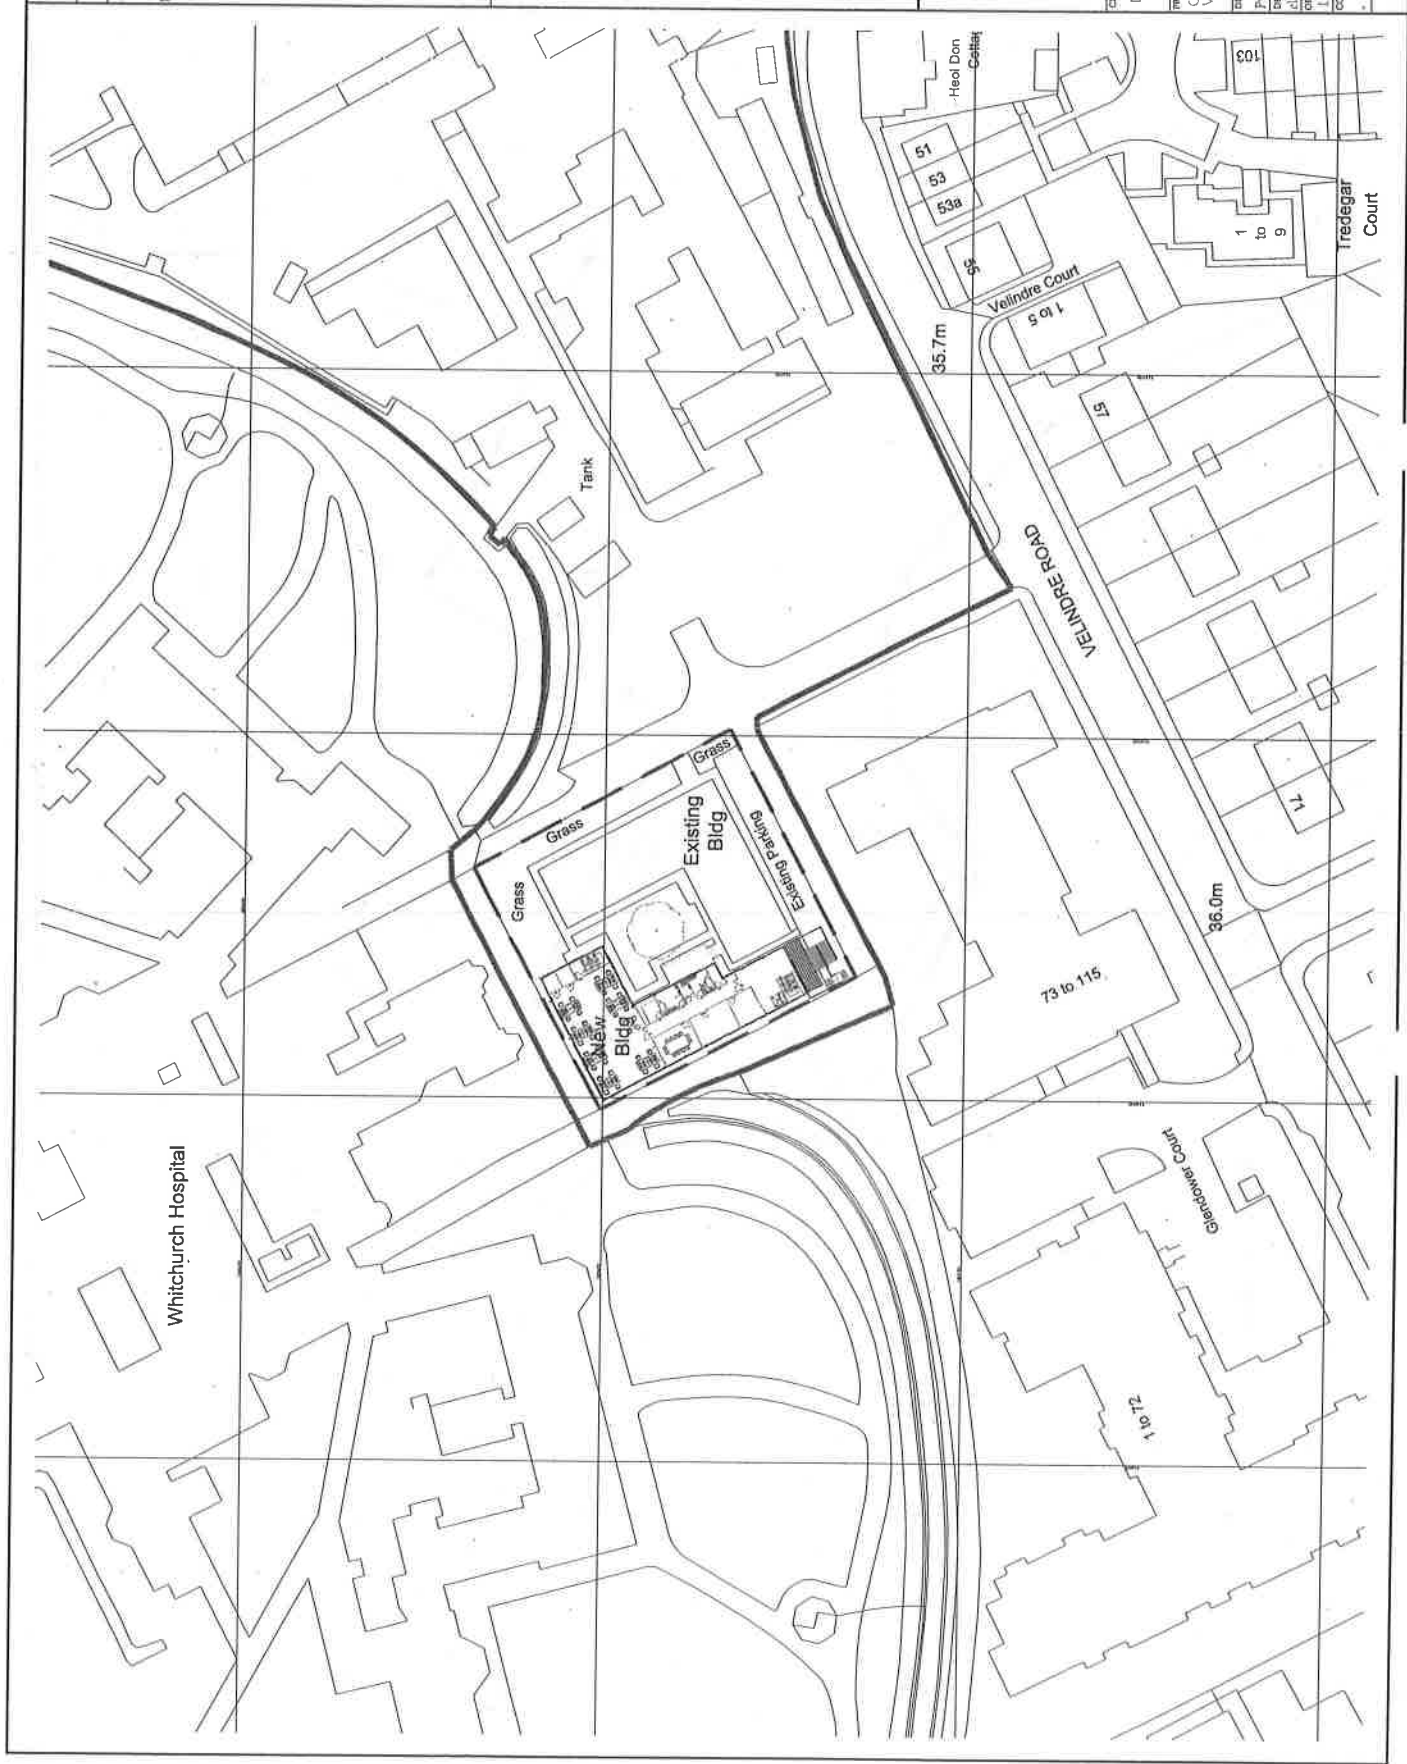 Heol Don
Cottag
103
51
53
53a
55
Velindre Court
1 to 5
1
to
9
Tredegar
Court
35.7m
57
Tank
VELINDRE ROAD
Grass
Grass
Grass
Existing
Bldg
Existing Parking
71
36.0m
New
Bldg
73 to 115
Whitchurch Hospital
Glendower Court
1 to 72